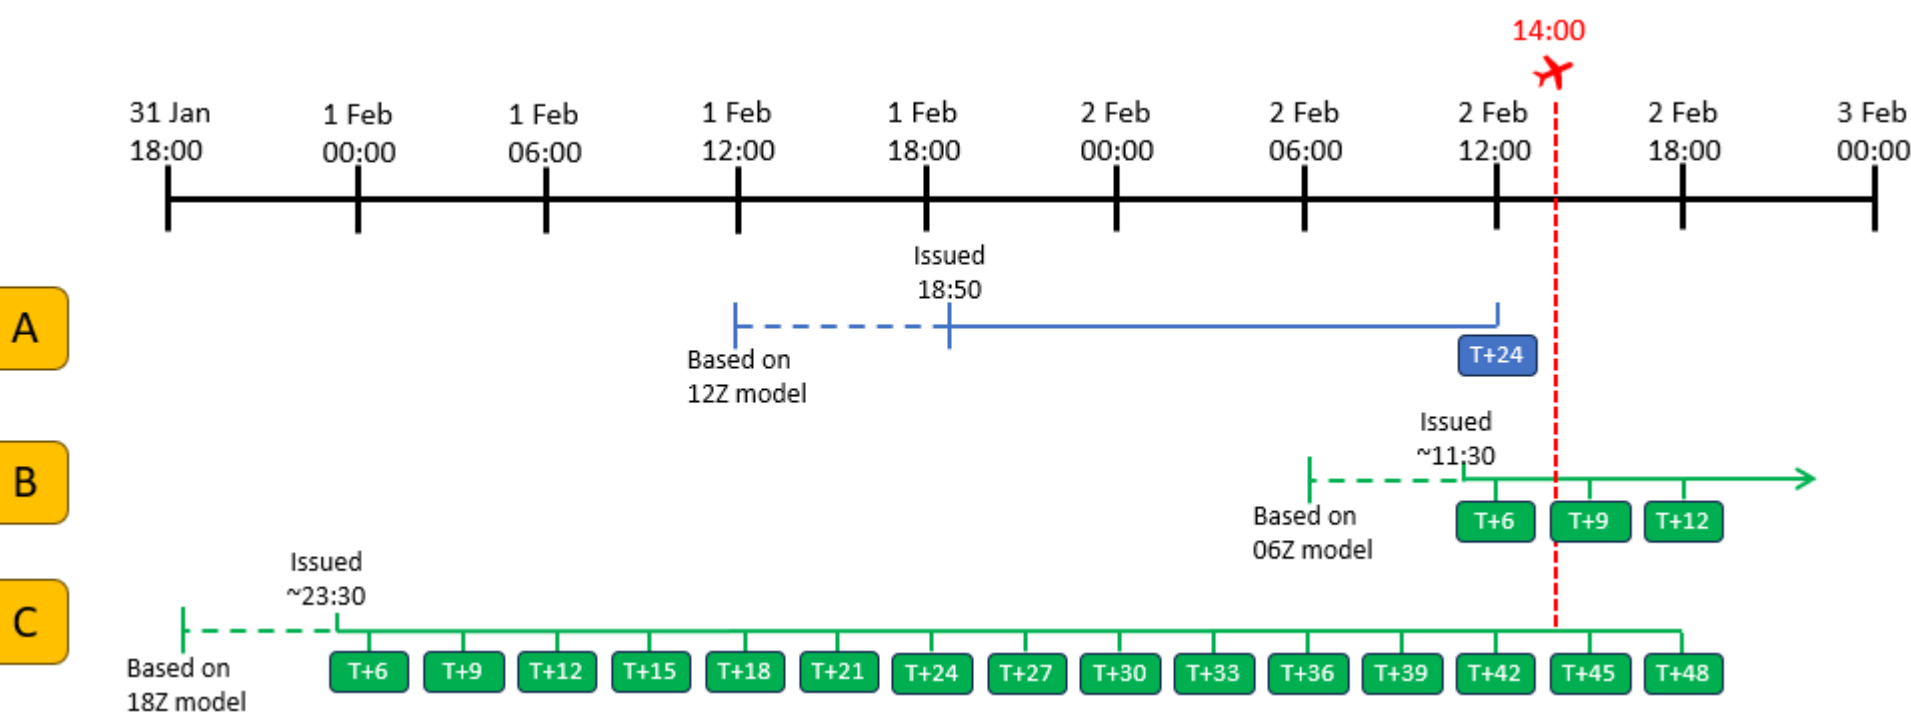 14:00
31 Jan
18:00
1 Feb
00:00
1 Feb
06:00
1 Feb
12:00
1 Feb
18:00
2 Feb
00:00
2 Feb
06:00
2 Feb
12:00
2 Feb
18:00
3 Feb
00:00
A
Issued
18:50
Based on
12Z model
T+24
B
Issued
~11:30
Based on
06Z model
T+6
T+9
T+12
C
Issued
~23:30
Based on
18Z model
T+6
T+9
T+12
T+15
T+18
T+21
T+24
T+27
T+30
T+33
T+36
T+39
T+42
T+45
T+48